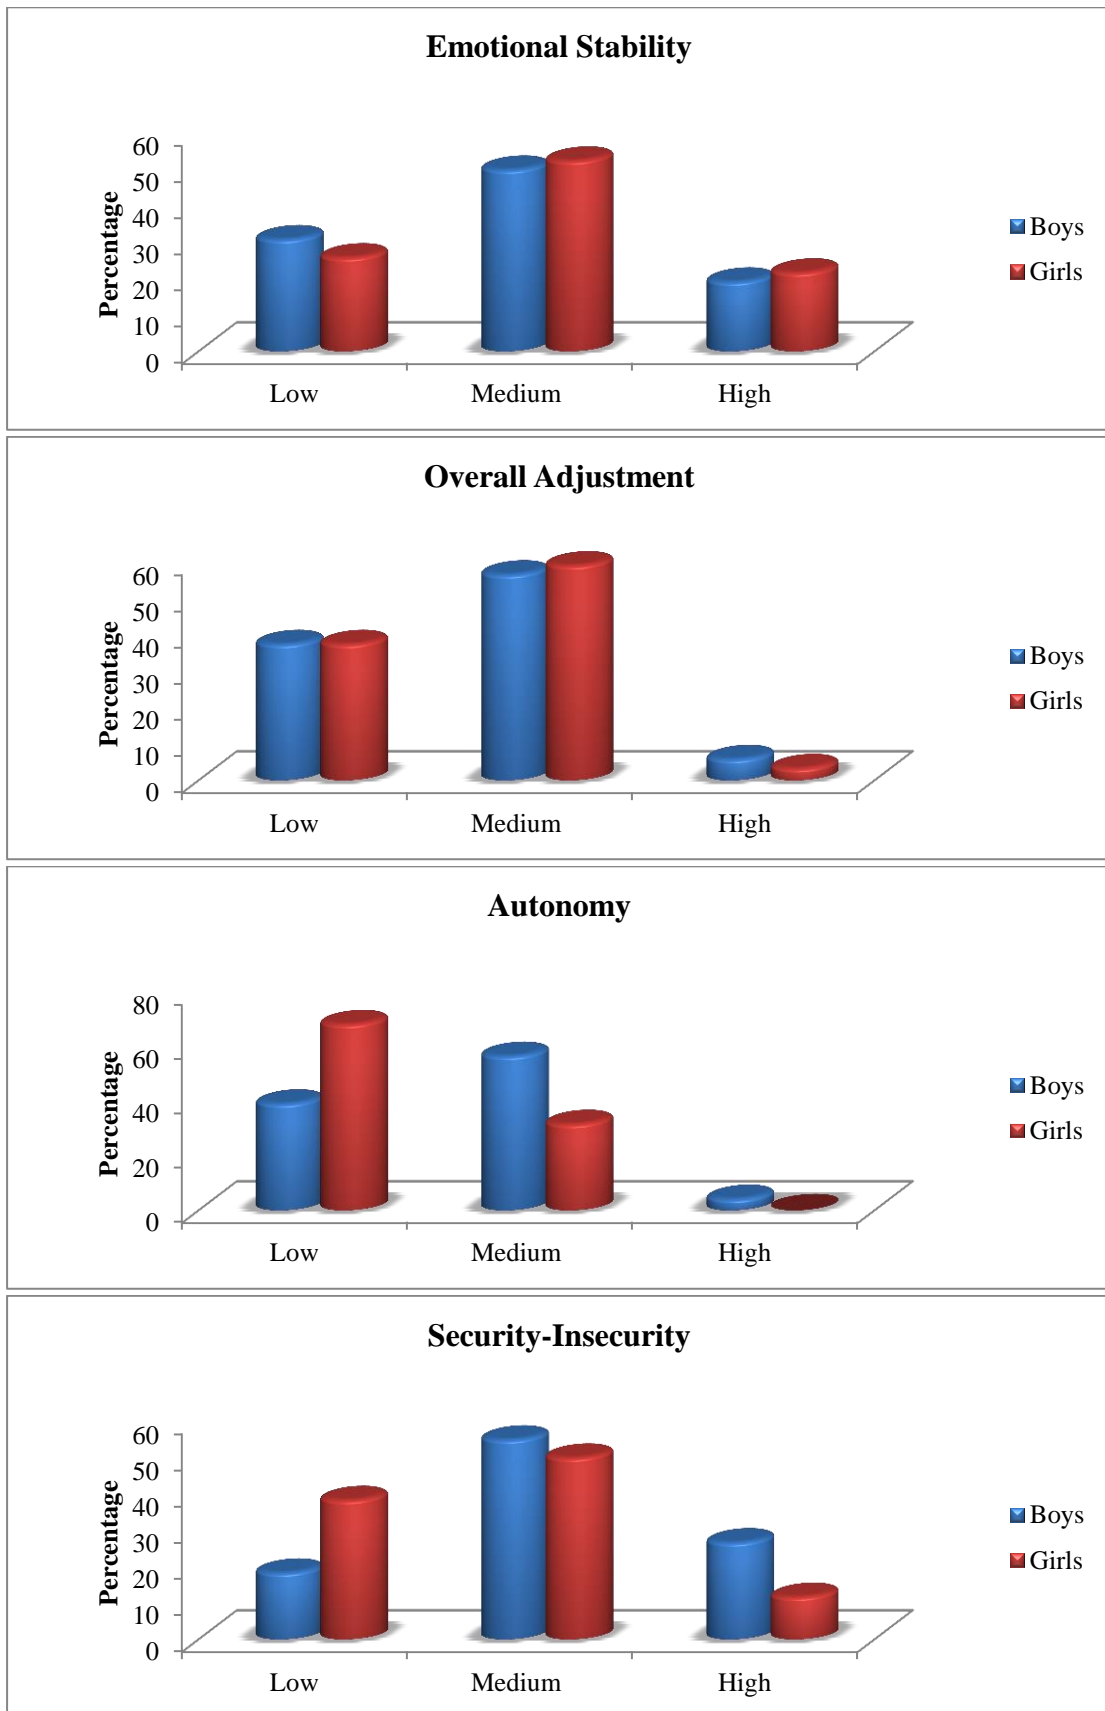 Emotional Stability
60
50
40
30
20
10
0
Percentage
Low Medium High
Boys
Girls
Overall Adjustment
60
50
40
30
20
10
0
Percentage
Low Medium High
Boys
Girls
Autonomy
80
60
40
20
0
Percentage
Low Medium High
Boys
Girls
Security-Insecurity
60
50
40
30
20
10
0
Percentage
Low Medium High
Boys
Girls